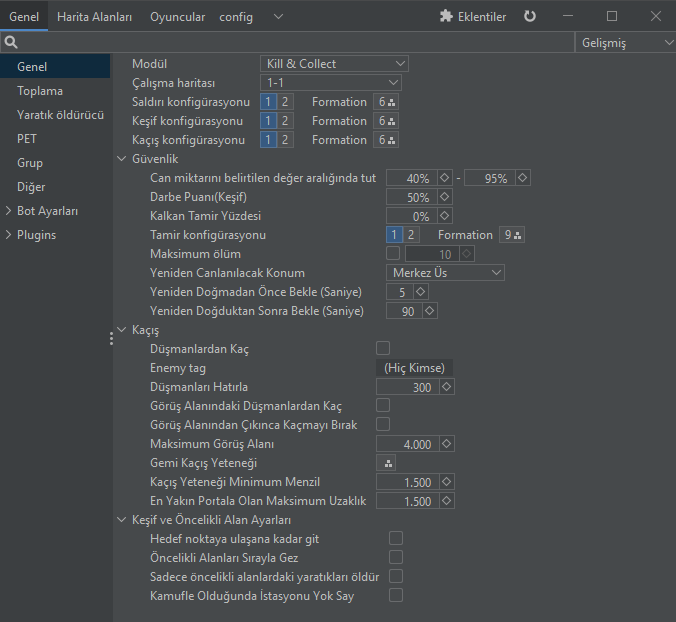 Genel Harita Alanları Oyuncular config Eklentiler
Gelişmiş
Genel
Toplama
Yaratık öldürücü
PET
Grup
Diğer
Bot Ayarları
Plugins
Modül Kill & Collect
Çalışma haritası 1-1
Saldırı konfigürasyonu 1 2 Formation 6
Keşif konfigürasyonu 1 2 Formation 6
Kaçış konfigürasyonu 1 2 Formation 6
Güvenlik
Can miktarını belirtilen değer aralığında tut 40% - 95%
Darbe Puanı(Keşif) 50%
Kalkan Tamir Yüzdesi 0%
Tamir konfigürasyonu 1 2 Formation 9
Maksimum ölüm 10
Yeniden Canlanılacak Konum Merkez Üs
Yeniden Doğmadan Önce Bekle (Saniye) 5
Yeniden Doğduktan Sonra Bekle (Saniye) 90
Kaçış
Düşmanlardan Kaç
Enemy tag (Hiç Kimse)
Düşmanları Hatırla 300
Görüş Alanındaki Düşmanlardan Kaç
Görüş Alanından Çıkınca Kaçmayı Bırak
Maksimum Görüş Alanı 4.000
Gemi Kaçış Yeteneği
Kaçış Yeteneği Minimum Menzil 1.500
En Yakın Portala Olan Maksimum Uzaklık 1.500
Keşif ve Öncelikli Alan Ayarları
Hedef noktaya ulaşana kadar git
Öncelikli Alanları Sırayla Gez
Sadece öncelikli alanlardaki yaratıkları öldür
Kamufle Olduğunda İstasyonu Yok Say